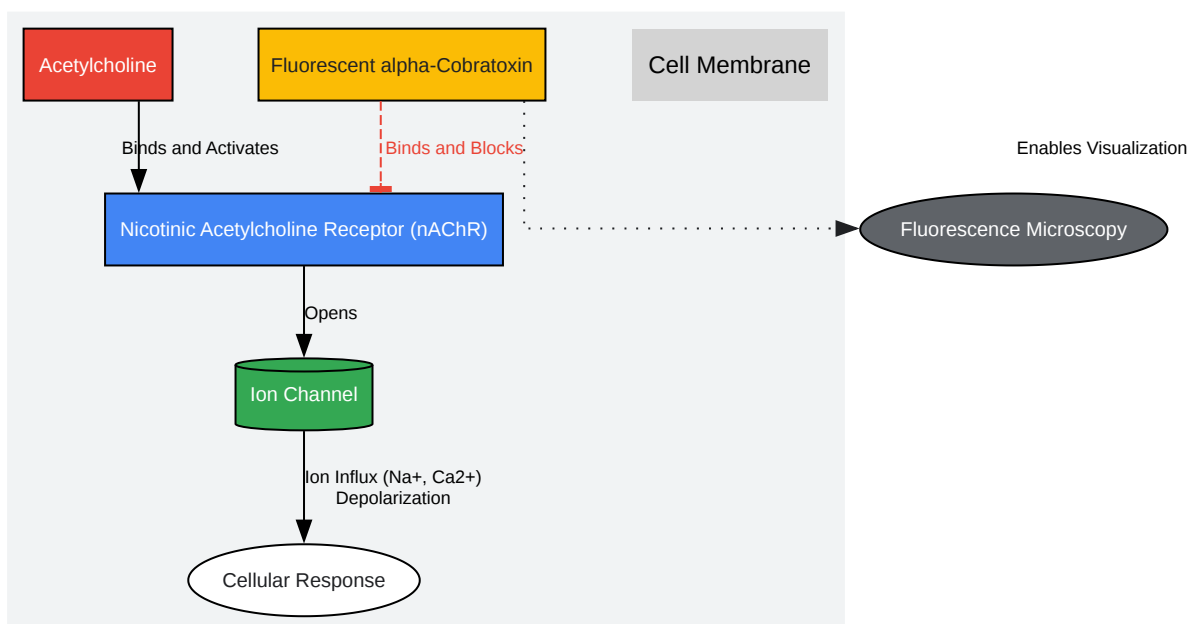 Acetylcholine
Fluorescent alpha-Cobratoxin
Cell Membrane
Binds and Activates
Binds and Blocks
Enables Visualization
Nicotinic Acetylcholine Receptor (nAChR)
Fluorescence Microscopy
Opens
Ion Channel
Ion Influx (Na+, Ca2+)
Depolarization
Cellular Response